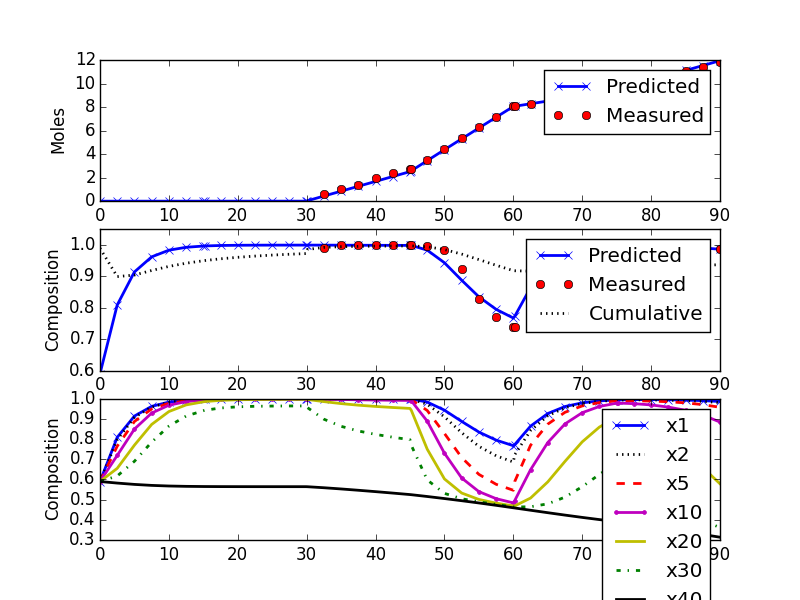 12
10
8
6
4
2
0
Moles
Predicted
Measured
0 10 20 30 40 50 60 70 80 90
1.0
0.9
0.8
0.7
0.6
Composition
Predicted
Measured
Cumulative
0 10 20 30 40 50 60 70 80 90
1.0
0.9
0.8
0.7
0.6
0.5
0.4
0.3
Composition
x1
x2
x5
x10
x20
x30
x40
0 10 20 30 40 50 60 70 90